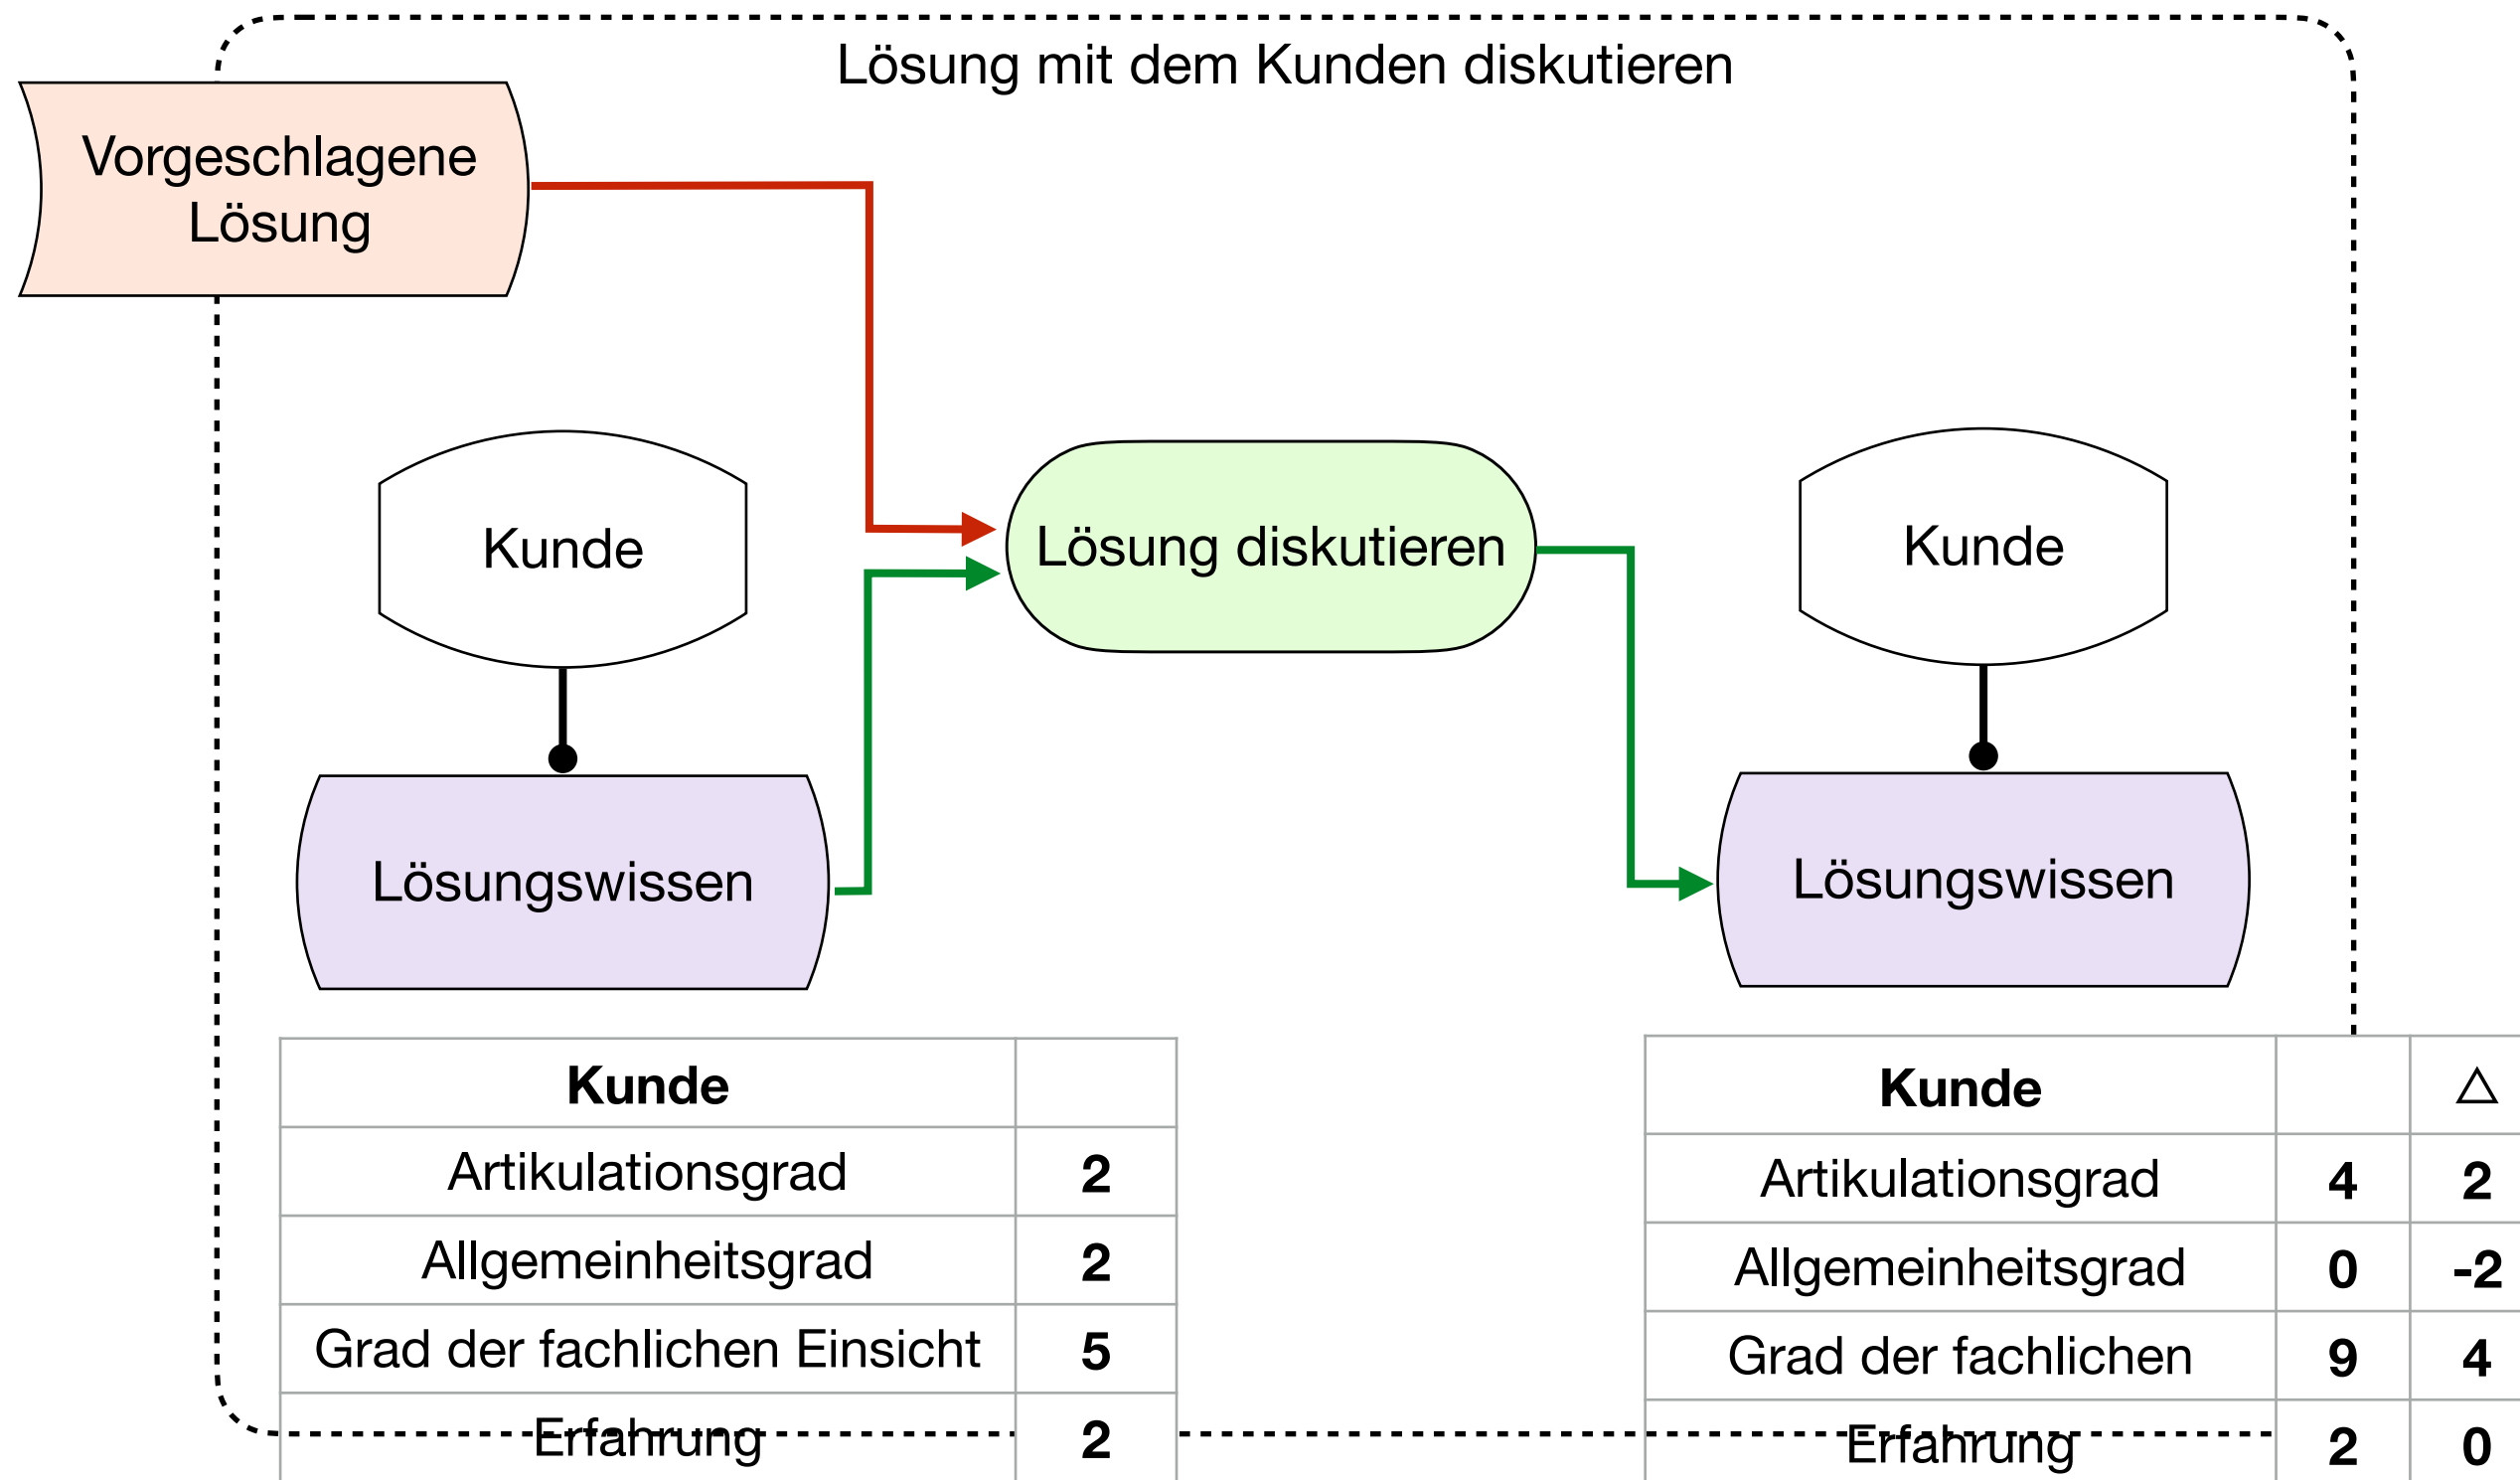 Lösung mit dem Kunden diskutieren
Vorgeschlagene
Lösung
Kunde
Lösung diskutieren
Kunde
Lösungswissen
Lösungswissen
Kunde
Artikulationsgrad 2
Allgemeinheitsgrad 2
Grad der fachlichen Einsicht 5
Erfahrung 2
Kunde △
Artikulationsgrad 4 2
Allgemeinheitsgrad 0 -2
Grad der fachlichen 9 4
Erfahrung 2 0